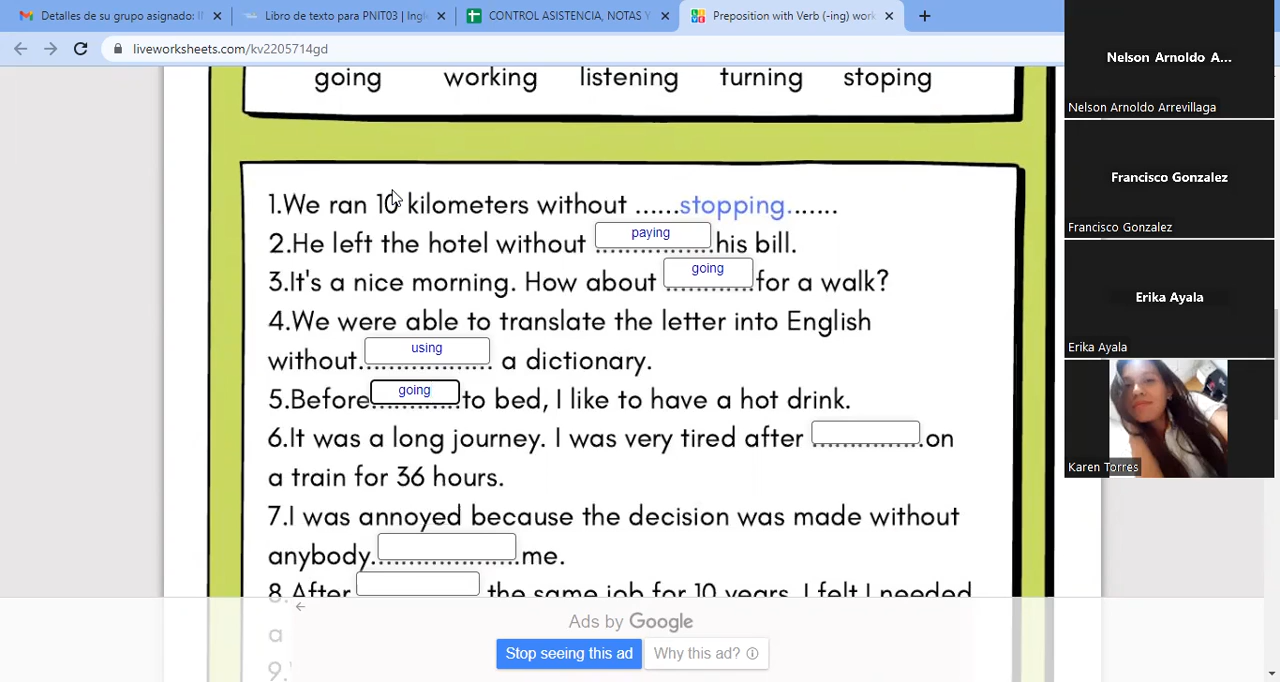 Detalles de su grupo asignado: I
Libro de texto para PNIT03 | Ingl
CONTROL ASISTENCIA, NOTAS Y
Preposition with Verb (-ing) work
liveworksheets.com/kv2205714gd
going working listening turning stoping
1.We ran 10 kilometers without ......stopping.......
2.He left the hotel without paying his bill.
3.It's a nice morning. How about going for a walk?
4.We were able to translate the letter into English
without using a dictionary.
5.Before going to bed, I like to have a hot drink.
6.It was a long journey. I was very tired after ............... on
a train for 36 hours.
7.I was annoyed because the decision was made without
anybody.....................me.
8.After the same job for 10 years, I felt I needed
a
9.
Ads by Google
Stop seeing this ad
Why this ad?
Nelson Arnoldo A...
Nelson Arnoldo Arrevillaga
Francisco Gonzalez
Francisco Gonzalez
Erika Ayala
Erika Ayala
Karen Torres